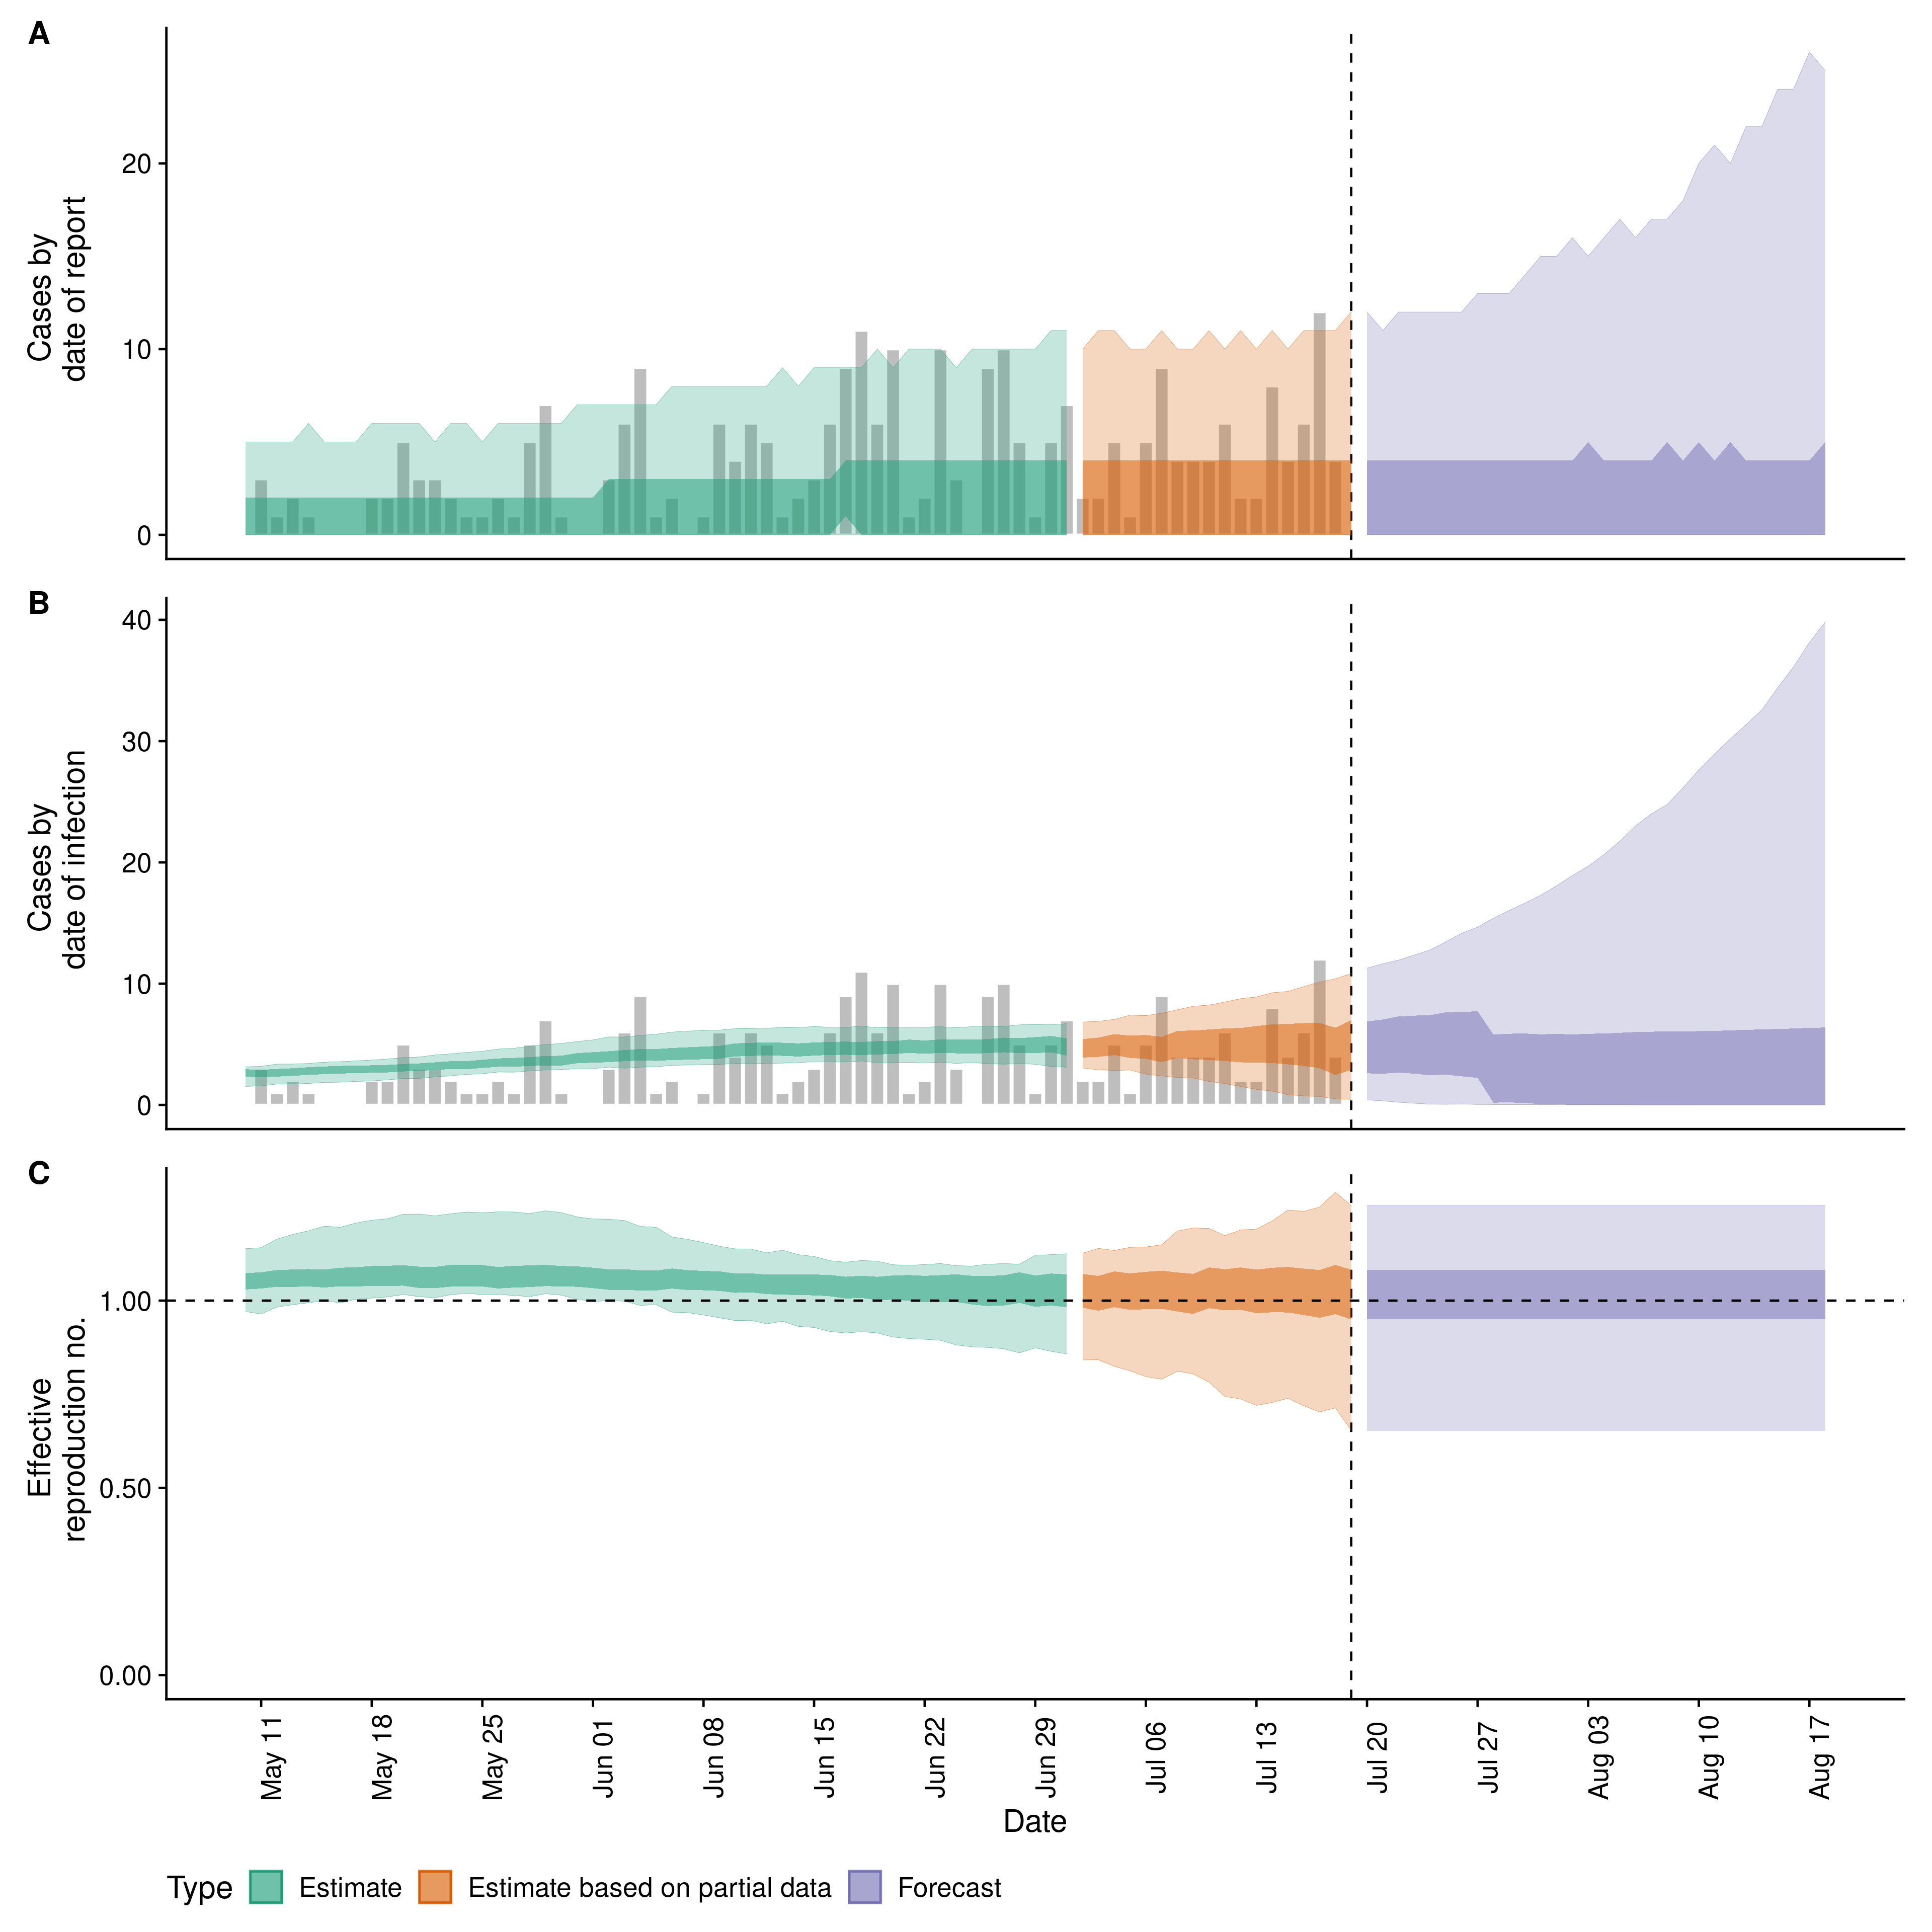 A
Cases by
date of report
20
10
0
B
Cases by
date of infection
40
30
20
10
0
C
Effective
reproduction no.
1.00
0.50
0.00
May 11
May 18
May 25
Jun 01
Jun 08
Jun 15
Jun 22
Jun 29
Jul 06
Jul 13
Jul 20
Jul 27
Aug 03
Aug 10
Aug 17
Date
Type Estimate Estimate based on partial data Forecast